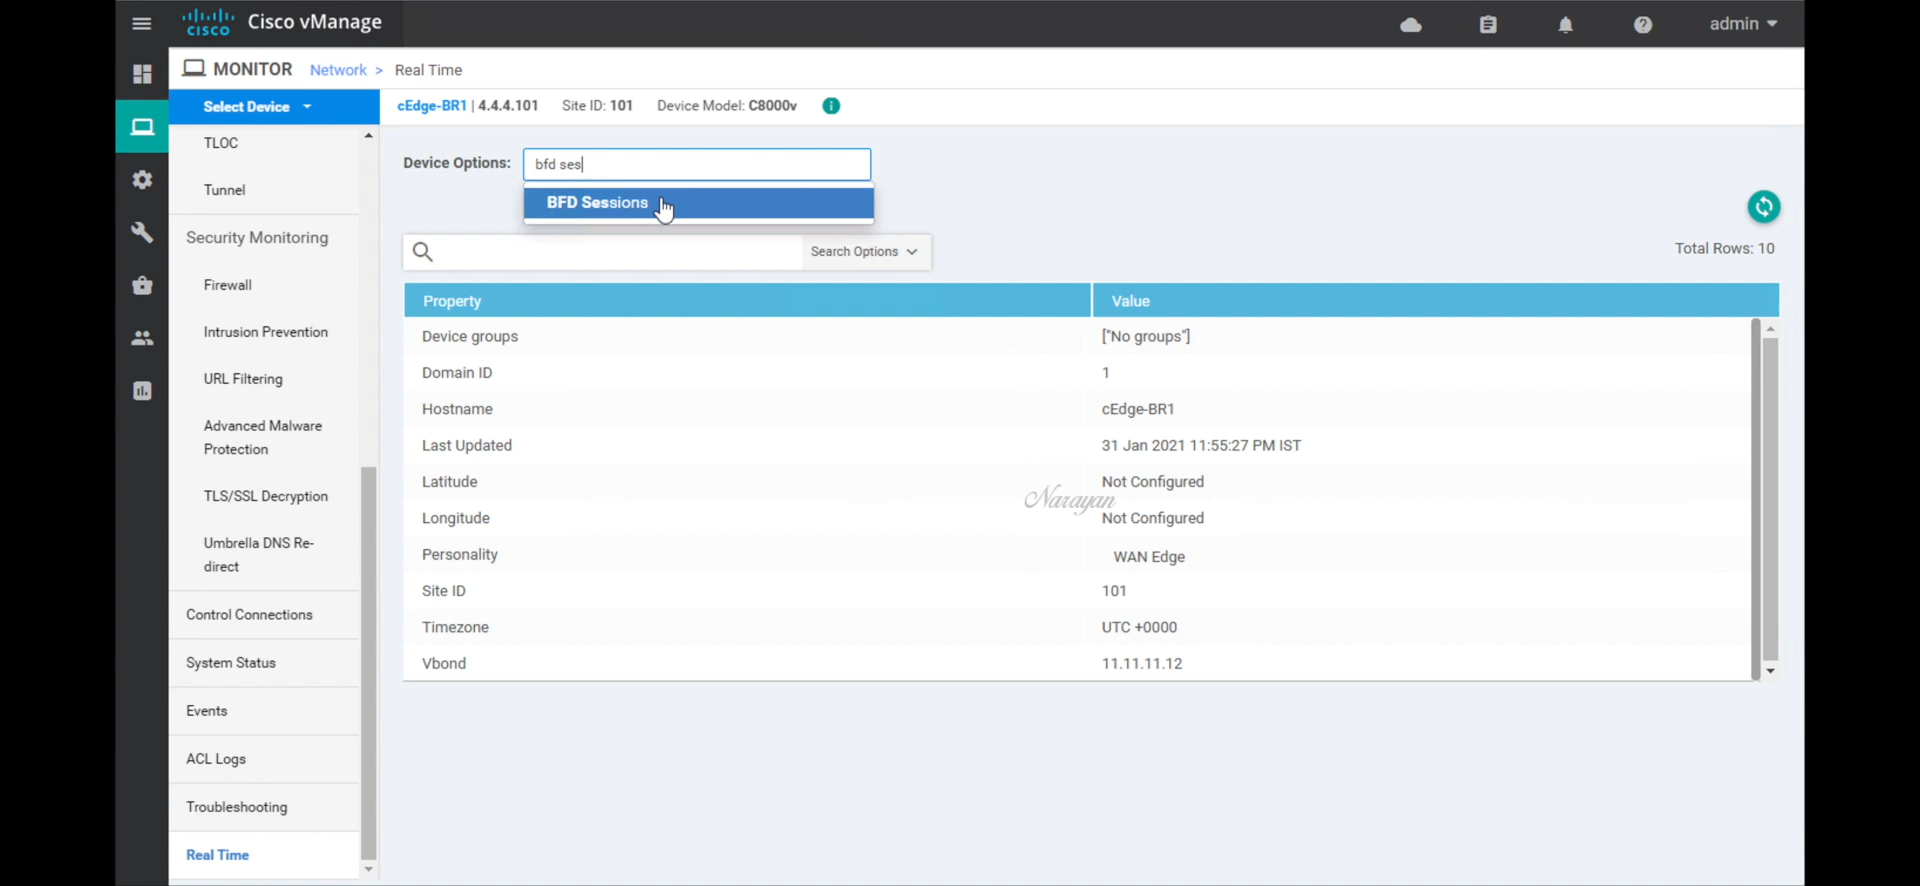 cisco Cisco vManage
admin
MONITOR Network > Real Time
Select Device
cEdge-BR1 | 4.4.4.101 Site ID: 101 Device Model: C8000v
TLOC
Tunnel
Security Monitoring
Firewall
Intrusion Prevention
URL Filtering
Advanced Malware
Protection
TLS/SSL Decryption
Umbrella DNS Re-
direct
Control Connections
System Status
Events
ACL Logs
Troubleshooting
Real Time
Device Options: bfd ses
BFD Sessions
Search Options
Total Rows: 10
Property Value
Device groups ["No groups"]
Domain ID 1
Hostname cEdge-BR1
Last Updated 31 Jan 2021 11:55:27 PM IST
Latitude Not Configured
Narayan
Longitude Not Configured
Personality WAN Edge
Site ID 101
Timezone UTC +0000
Vbond 11.11.11.12